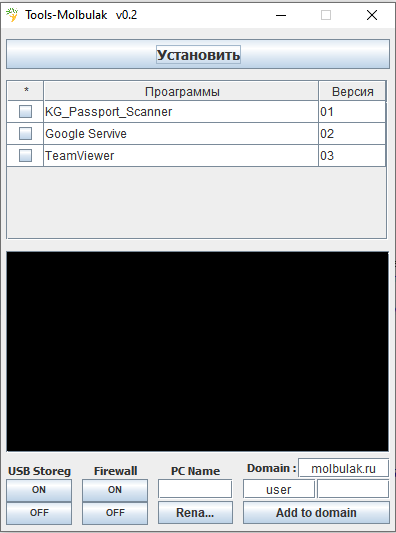 Tools-Molbulak v0.2
Установить
* Проаграммы Версия
KG_Passport_Scanner 01
Google Servive 02
TeamViewer 03
USB Storeg Firewall PC Name Domain : molbulak.ru
ON ON user
OFF OFF Rena... Add to domain